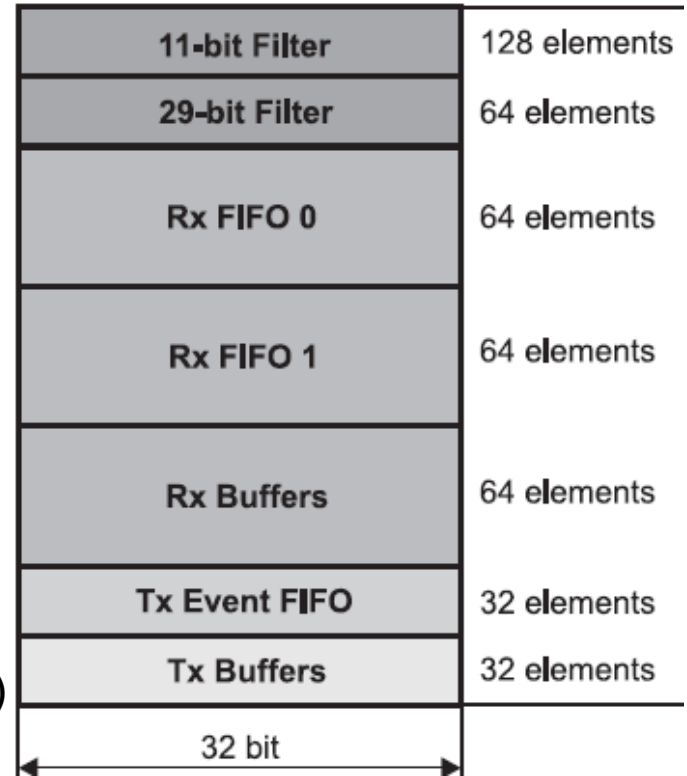 11-bit Filter 128 elements
29-bit Filter 64 elements
Rx FIFO 0 64 elements
Rx FIFO 1 64 elements
Rx Buffers 64 elements
Tx Event FIFO 32 elements
) Tx Buffers 32 elements
32 bit